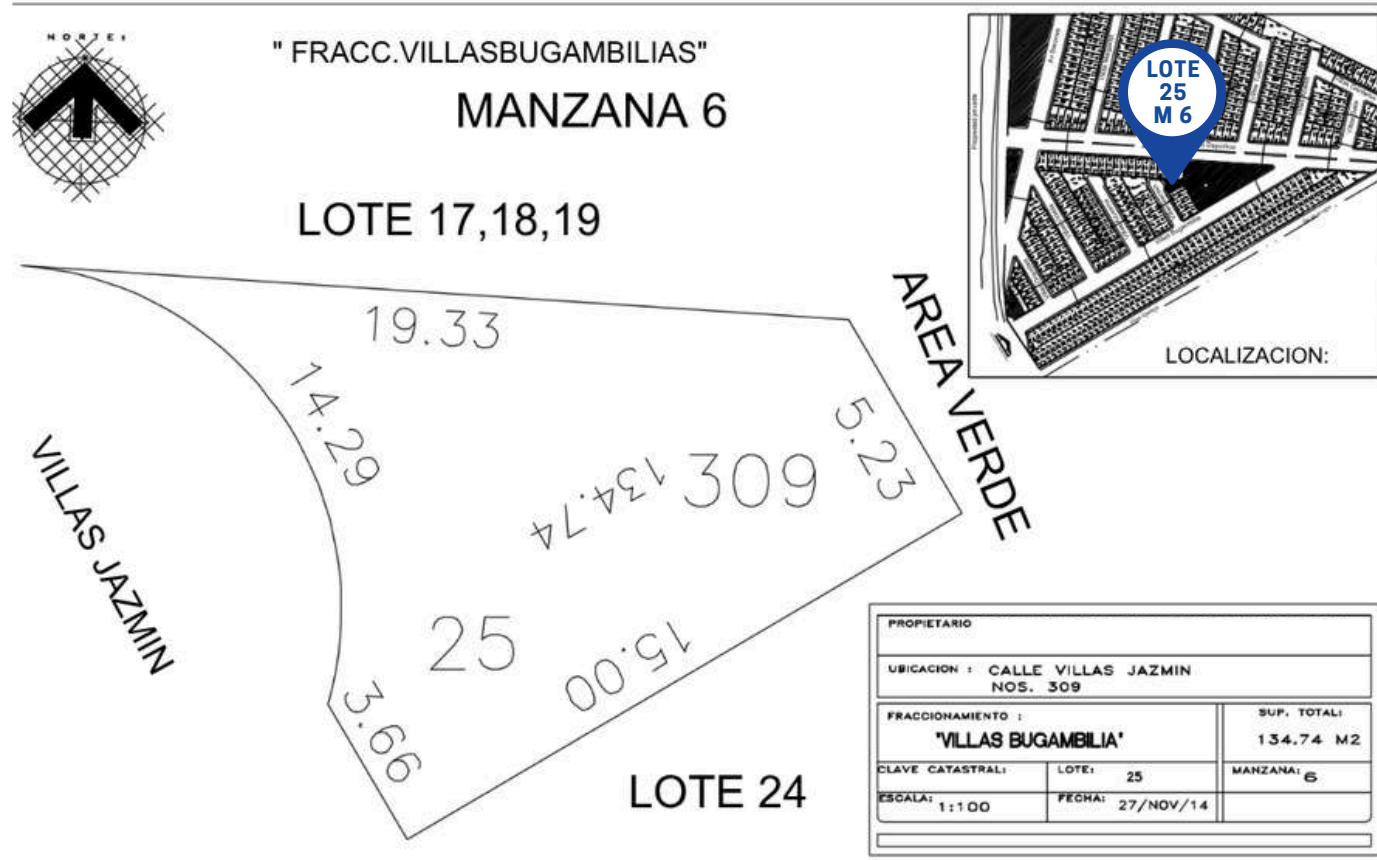 NORTE:
" FRACC.VILLASBUGAMBILIAS"
MANZANA 6
LOTE 17,18,19
19.33
14.29
5.23
AREA VERDE
VILLAS JAZMIN
134.74
309
25
15.00
3.66
LOTE 24
LOTE
25
M 6
LOCALIZACION:
PROPIETARIO
UBICACION : CALLE VILLAS JAZMIN
NOS. 309
FRACCIONAMIENTO :
"VILLAS BUGAMBILIA"
SUP. TOTAL:
134.74 M2
CLAVE CATASTRAL:
LOTE: 25
MANZANA: 6
ESCALA: 1:100
FECHA: 27/NOV/14